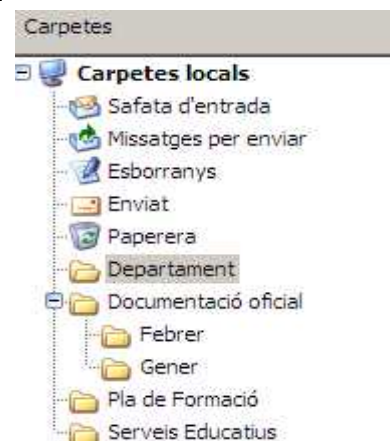 Carpetes
Carpetes locals
Safata d'entrada
Missatges per enviar
Esborranys
Enviat
Paperera
Departament
Documentació oficial
Febrer
Gener
Pla de Formació
Serveis Educatius